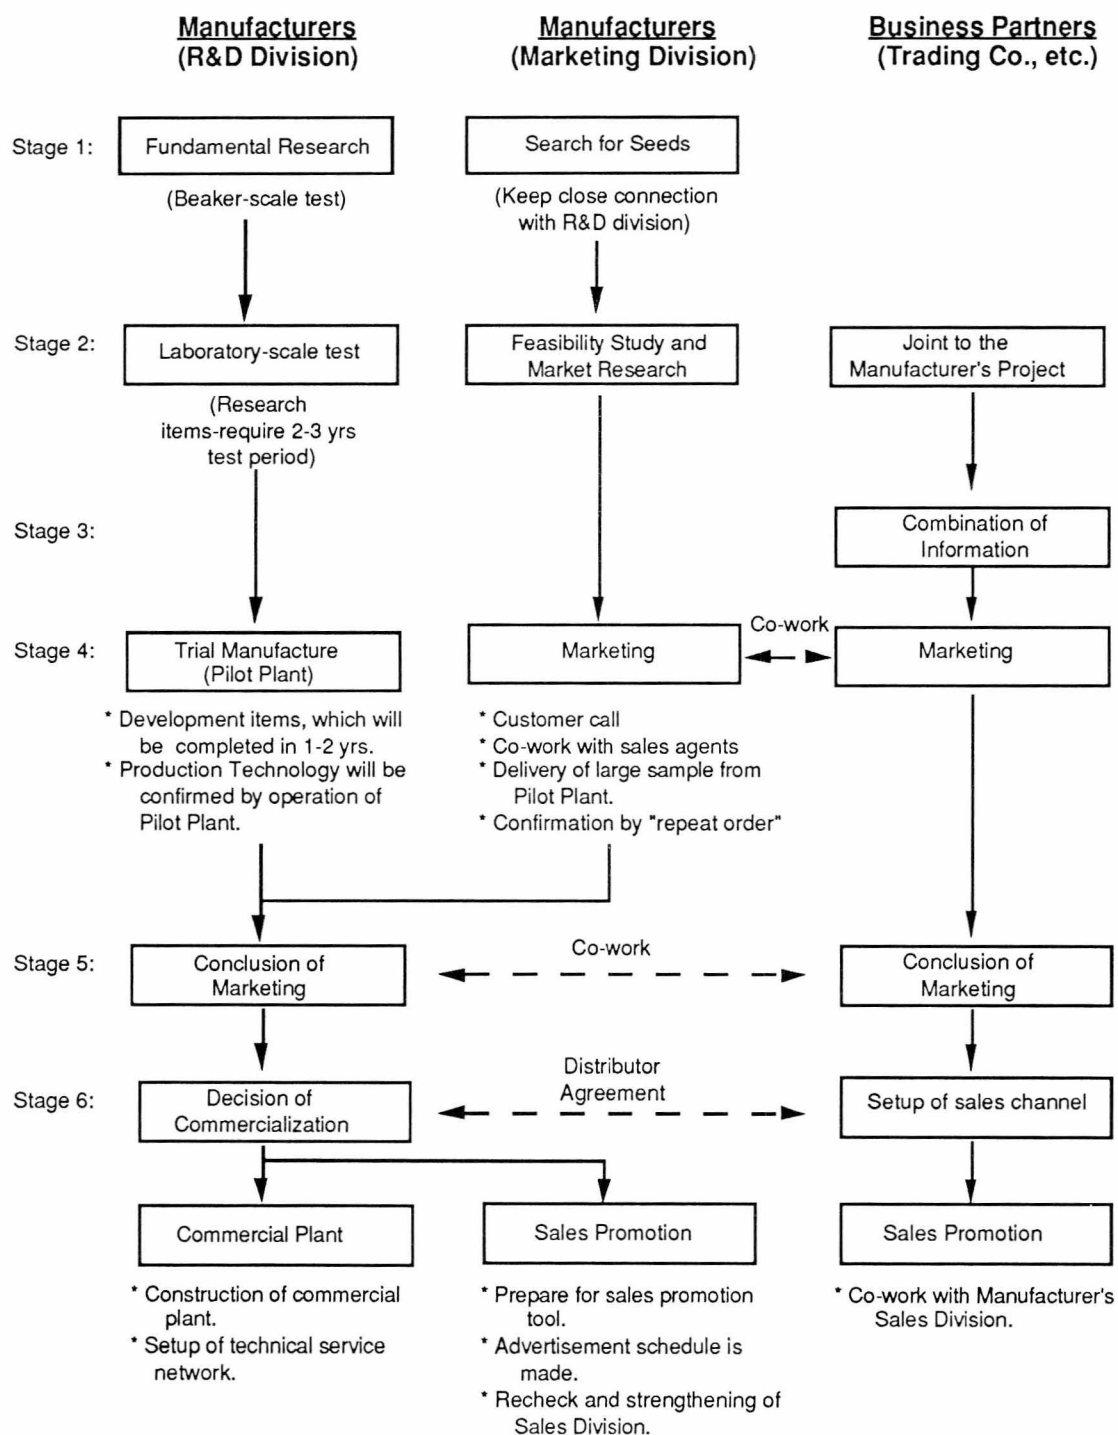 Manufacturers
(R&D Division)
Manufacturers
(Marketing Division)
Business Partners
(Trading Co., etc.)
Stage 1:
Fundamental Research
(Beaker-scale test)
Search for Seeds
(Keep close connection
with R&D division)
Stage 2:
Laboratory-scale test
(Research
items-require 2-3 yrs
test period)
Feasibility Study and
Market Research
Joint to the
Manufacturer's Project
Stage 3:
Combination of
Information
Stage 4:
Trial Manufacture
(Pilot Plant)
* Development items, which will
be completed in 1-2 yrs.
* Production Technology will be
confirmed by operation of
Pilot Plant.
Marketing
* Customer call
* Co-work with sales agents
* Delivery of large sample from
Pilot Plant.
* Confirmation by "repeat order"
Co-work
Marketing
Stage 5:
Conclusion of
Marketing
Co-work
Conclusion of
Marketing
Stage 6:
Decision of
Commercialization
Distributor
Agreement
Setup of sales channel
Commercial Plant
* Construction of commercial
plant.
* Setup of technical service
network.
Sales Promotion
* Prepare for sales promotion
tool.
* Advertisement schedule is
made.
* Recheck and strengthening of
Sales Division.
Sales Promotion
* Co-work with Manufacturer's
Sales Division.